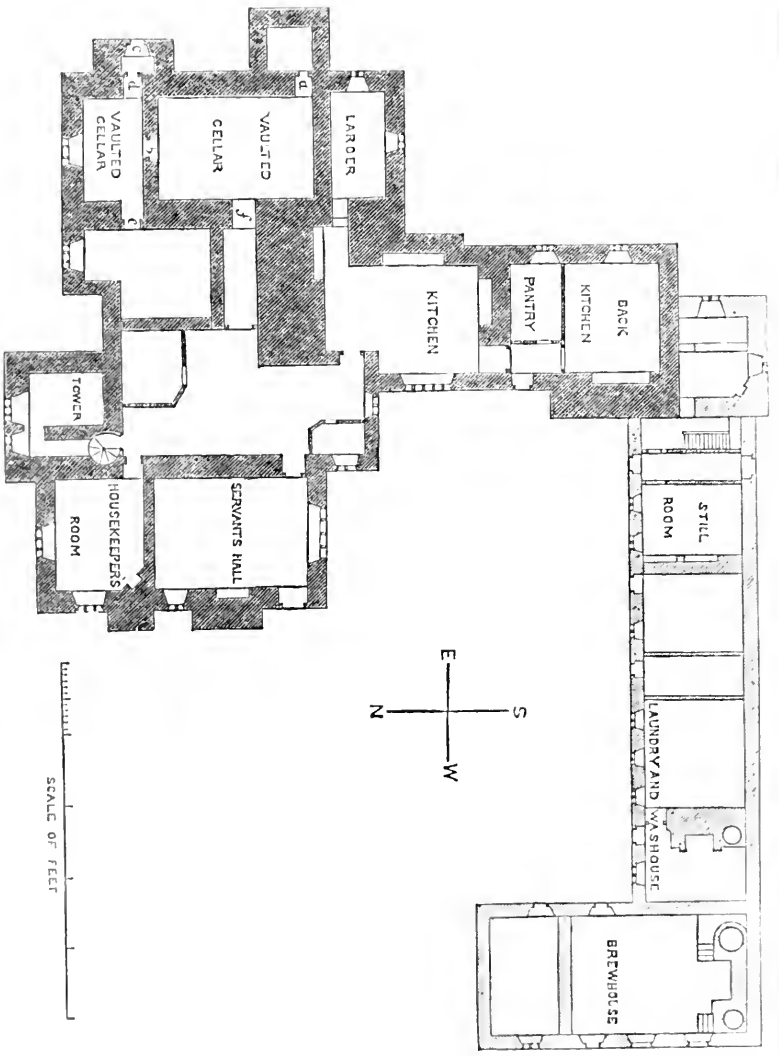 c
d
VAULTED
CELLAR
b
e
a
VAULTED
CELLAR
f
LARDER
KITCHEN
PANTRY
BACK
KITCHEN
TOWER
HOUSEKEEPERS
ROOM
SERVANTS HALL
STILL
ROOM
LAUNDRY AND WASHOUSE
BREWHOUSE
E
S
N
W
SCALE OF FEET